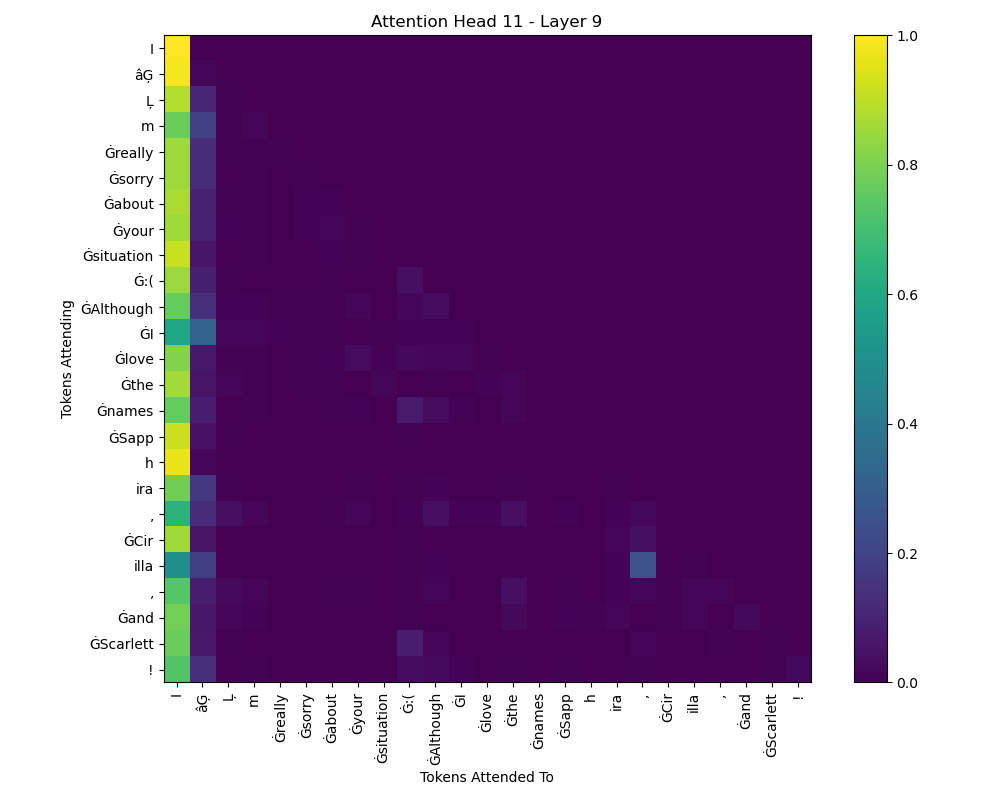 Attention Head 11 - Layer 9
Tokens Attending
I
âĢ
Ļ
m
Ġreally
Ġsorry
Ġabout
Ġyour
Ġsituation
Ġ:(
ĠAlthough
ĠI
Ġlove
Ġthe
Ġnames
ĠSapp
h
ira
,
ĠCir
illa
,
Ġand
ĠScarlett
!
I
âĢ
Ļ
m
Ġreally
Ġsorry
Ġabout
Ġyour
Ġsituation
Ġ:(
ĠAlthough
ĠI
Ġlove
Ġthe
Ġnames
ĠSapp
h
ira
,
ĠCir
illa
,
Ġand
ĠScarlett
!
Tokens Attended To
1.0
0.8
0.6
0.4
0.2
0.0